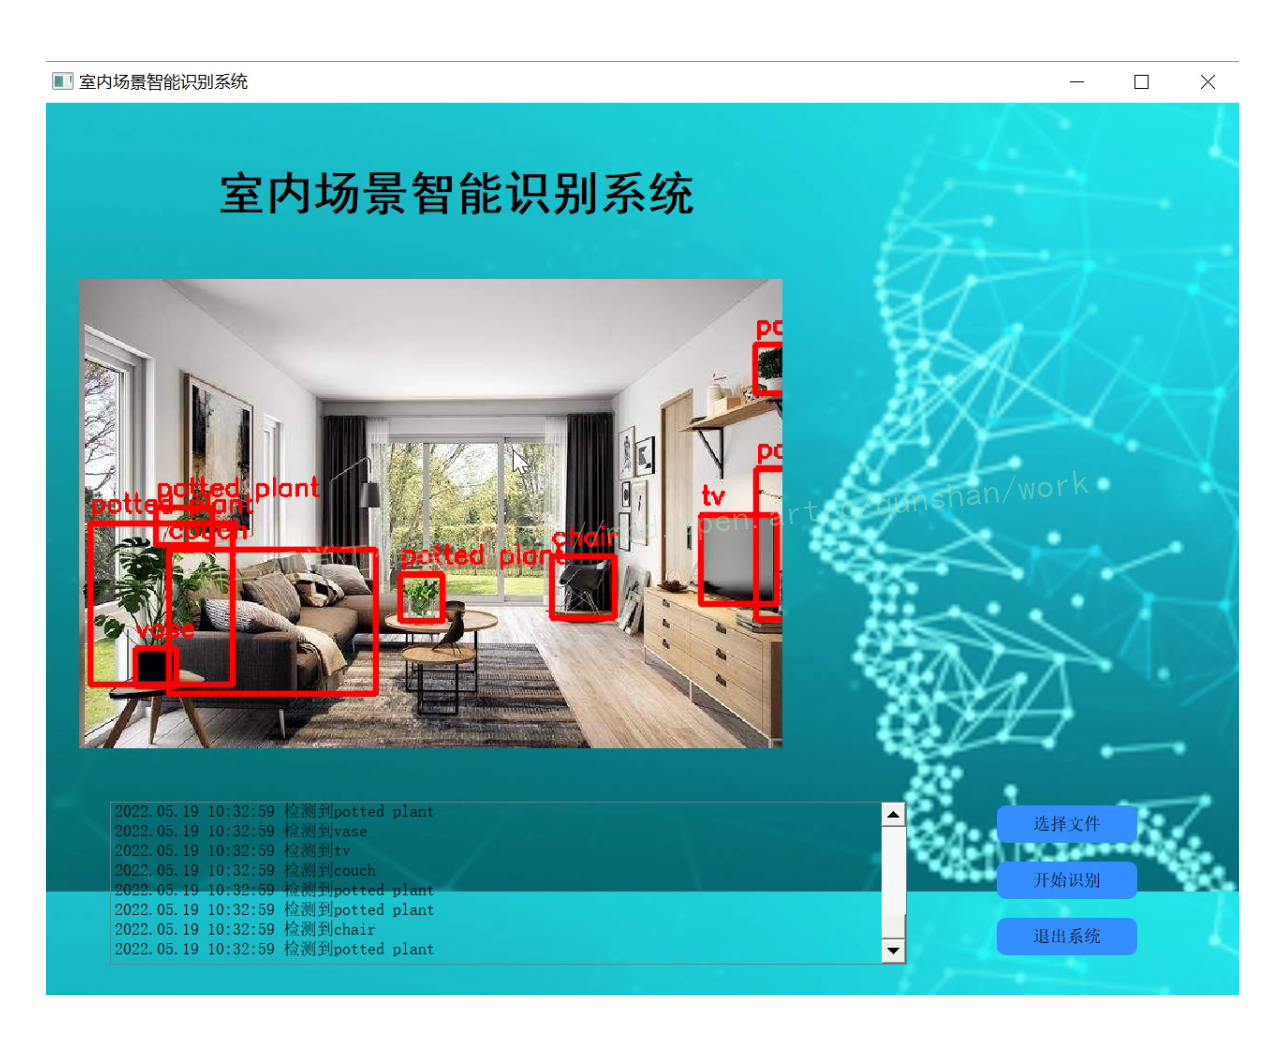 室内场景智能识别系统
室内场景智能识别系统
po
po
tv
potted plant
potted plant
couch
chair
potted plant
vase
2022.05.19 10:32:59 检测到potted plant
2022.05.19 10:32:59 检测到vase
2022.05.19 10:32:59 检测到tv
2022.05.19 10:32:59 检测到couch
2022.05.19 10:32:59 检测到potted plant
2022.05.19 10:32:59 检测到potted plant
2022.05.19 10:32:59 检测到chair
2022.05.19 10:32:59 检测到potted plant
选择文件
开始识别
退出系统